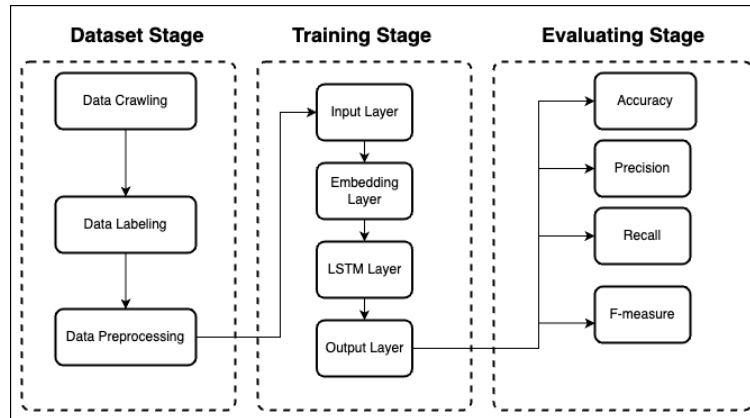 Dataset Stage
Data Crawling
Data Labeling
Data Preprocessing
Training Stage
Input Layer
Embedding
Layer
LSTM Layer
Output Layer
Evaluating Stage
Accuracy
Precision
Recall
F-measure